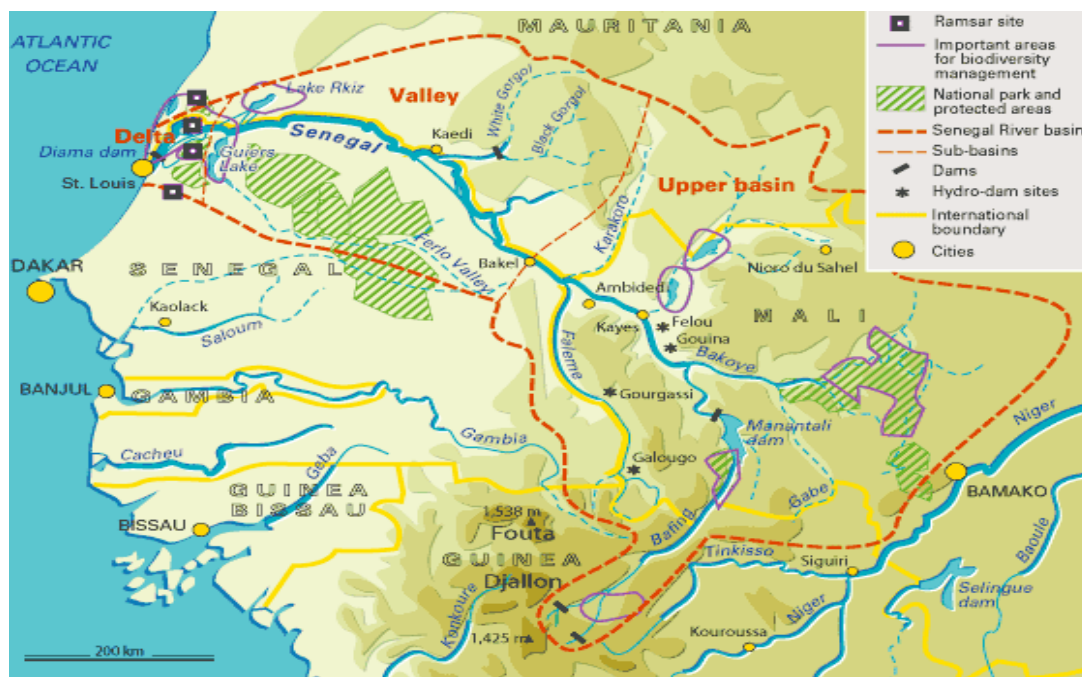 MAURITANIA
ATLANTIC
OCEAN
Lake Rkiz
Valley
White Gorgol
Black Gorgol
Delta
Senegal
Kaedi
Diama dam
Guiers
Lake
St. Louis
Upper basin
Karakoro
Ferlo Valley
Bakel
Nioro du Sahel
DAKAR
SENEGAL
Ambidedi
Kaolack
Saloum
Kayes
Felou
Gouina
MALI
Bakoye
Faleme
Gourgassi
BANJUL
GAMBIA
Gambia
Manantali
dam
Niger
Cacheu
Geba
Galougo
GUINEA
BISSAU
Gabe
BAMAKO
1,538 m
Fouta
BISSAU
Bafing
GUINEA
Djallon
Tinkisso
Siguiri
Baoule
Selingue
dam
Konkoure
Niger
1,425 m
Kouroussa
200 km
Ramsar site
Important areas
for biodiversity
management
National park and
protected areas
Senegal River basin
Sub-basins
Dams
Hydro-dam sites
International
boundary
Cities